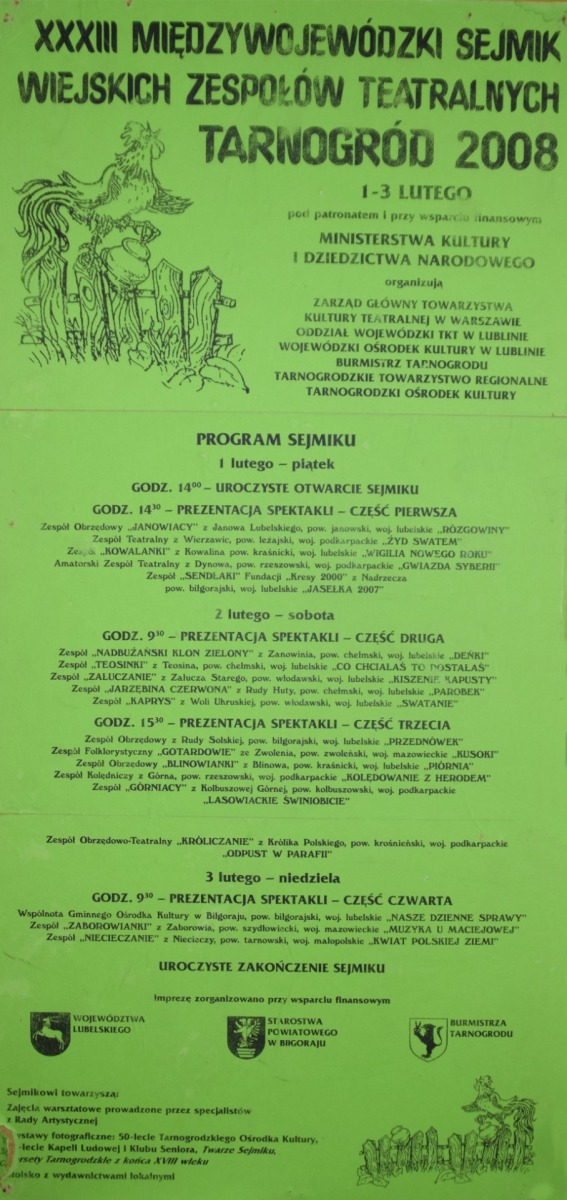 XXXIII MIĘDZYWOJEWÓDZKI SEJMIK
WIEJSKICH ZESPOŁÓW TEATRALNYCH
TARNOGRÓD 2008
1-3 LUTEGO
pod patronatem i przy wsparciu finansowym
MINISTERSTWA KULTURY
I DZIEDZICTWA NARODOWEGO
organizują
ZARZĄD GŁÓWNY TOWARZYSTWA
KULTURY TEATRALNEJ W WARSZAWIE
ODDZIAŁ WOJEWÓDZKI TKT W LUBLINIE
WOJEWÓDZKI OŚRODEK KULTURY W LUBLINIE
BURMISTRZ TARNOGRODU
TARNOGRODZKIE TOWARZYSTWO REGIONALNE
TARNOGRODZKI OŚRODEK KULTURY
PROGRAM SEJMIKU
1 lutego – piątek
GODZ. 14⁰⁰ – UROCZYSTE OTWARCIE SEJMIKU
GODZ. 14³⁰ – PREZENTACJA SPEKTAKLI – CZĘŚĆ PIERWSZA
Zespół Obrzędowy „JANOWIACY" z Janowa Lubelskiego, pow. janowski, woj. lubelskie „RÓZGOWINY"
Zespół Teatralny z Wierzawic, pow. leżajski, woj. podkarpackie „ŻYD SWATEM"
Zespół „KOWALANKI" z Kowalina pow. kraśnicki, woj. lubelskie „WIGILIA NOWEGO ROKU"
Amatorski Zespół Teatralny z Dynowa, pow. rzeszowski, woj. podkarpackie „GWIAZDA SYBERII"
Zespół „SENDLAKI" Fundacji „Kresy 2000" z Nadrzecza
pow. biłgorajski, woj. lubelskie „JASEŁKA 2007"
2 lutego – sobota
GODZ. 9³⁰ – PREZENTACJA SPEKTAKLI – CZĘŚĆ DRUGA
Zespół „NADBUŻAŃSKI KLON ZIELONY" z Zanowinia, pow. chełmski, woj. lubelskie „DEŃKI"
Zespół „TEOSINKI" z Teosina, pow. chełmski, woj. lubelskie „CO CHCIAŁAŚ TO DOSTAŁAŚ"
Zespół „ZALUCZANIE" z Załucza Starego, pow. włodawski, woj. lubelskie „KISZENIE KAPUSTY"
Zespół „JARZĘBINA CZERWONA" z Rudy Huty, pow. chełmski, woj. lubelskie „PAROBEK"
Zespół „KAPRYS" z Woli Uhruskiej, pow. włodawski, woj. lubelskie „SWATANIE"
GODZ. 15³⁰ – PREZENTACJA SPEKTAKLI – CZĘŚĆ TRZECIA
Zespół Obrzędowy z Rudy Solskiej, pow. biłgorajski, woj. lubelskie „PRZEDNÓWEK"
Zespół Folklorystyczny „GOTARDOWIE" ze Zwolenia, pow. zwoleński, woj. mazowieckie „KUSOKI"
Zespół Obrzędowy „BLINOWIANKI" z Blinowa, pow. kraśnicki, woj. lubelskie „PIÓRNIA"
Zespół Kolędniczy z Górna, pow. rzeszowski, woj. podkarpackie „KOLĘDOWANIE Z HERODEM"
Zespół „GÓRNIACY" z Kolbuszowej Górnej, pow. kolbuszowski, woj. podkarpackie
„LASOWIACKIE ŚWINIOBICIE"
Zespół Obrzędowo-Teatralny „KRÓLICZANIE" z Królika Polskiego, pow. krośnieński, woj. podkarpackie
„ODPUST W PARAFII"
3 lutego – niedziela
GODZ. 9³⁰ – PREZENTACJA SPEKTAKLI – CZĘŚĆ CZWARTA
Wspólnota Gminnego Ośrodka Kultury w Biłgoraju, pow. biłgorajski, woj. lubelskie „NASZE DZIENNE SPRAWY"
Zespół „ZABOROWIANKI" z Zaborowia, pow. szydłowiecki, woj. mazowieckie „MUZYKA U MACIEJOWEJ"
Zespół „NIECIECZANIE" z Niecieczy, pow. tarnowski, woj. małopolskie „KWIAT POLSKIEJ ZIEMI"
UROCZYSTE ZAKOŃCZENIE SEJMIKU
Imprezę zorganizowano przy wsparciu finansowym
WOJEWÓDZTWA
LUBELSKIEGO
STAROSTWA
POWIATOWEGO
W BIŁGORAJU
BURMISTRZA
TARNOGRODU
Sejmikowi towarzyszą:
Zajęcia warsztatowe prowadzone przez specjalistów
z Rady Artystycznej
ystawy fotograficzne: 50-lecie Tarnogrodzkiego Ośrodka Kultury,
-lecie Kapeli Ludowej i Klubu Seniora, Twarze Sejmiku,
rsety Tarnogrodzkie z końca XVIII wieku
toisko z wydawnictwami lokalnymi